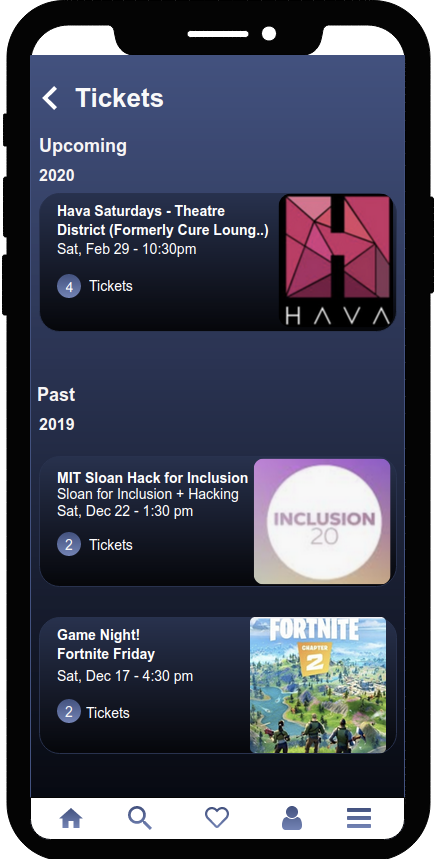 Tickets
Upcoming
2020
Hava Saturdays - Theatre
District (Formerly Cure Loung..)
Sat, Feb 29 - 10:30pm
4 Tickets
HAVA
Past
2019
MIT Sloan Hack for Inclusion
Sloan for Inclusion + Hacking
Sat, Dec 22 - 1:30 pm
2 Tickets
INCLUSION
20
Game Night!
Fortnite Friday
Sat, Dec 17 - 4:30 pm
2 Tickets
FORTNITE
CHAPTER
2